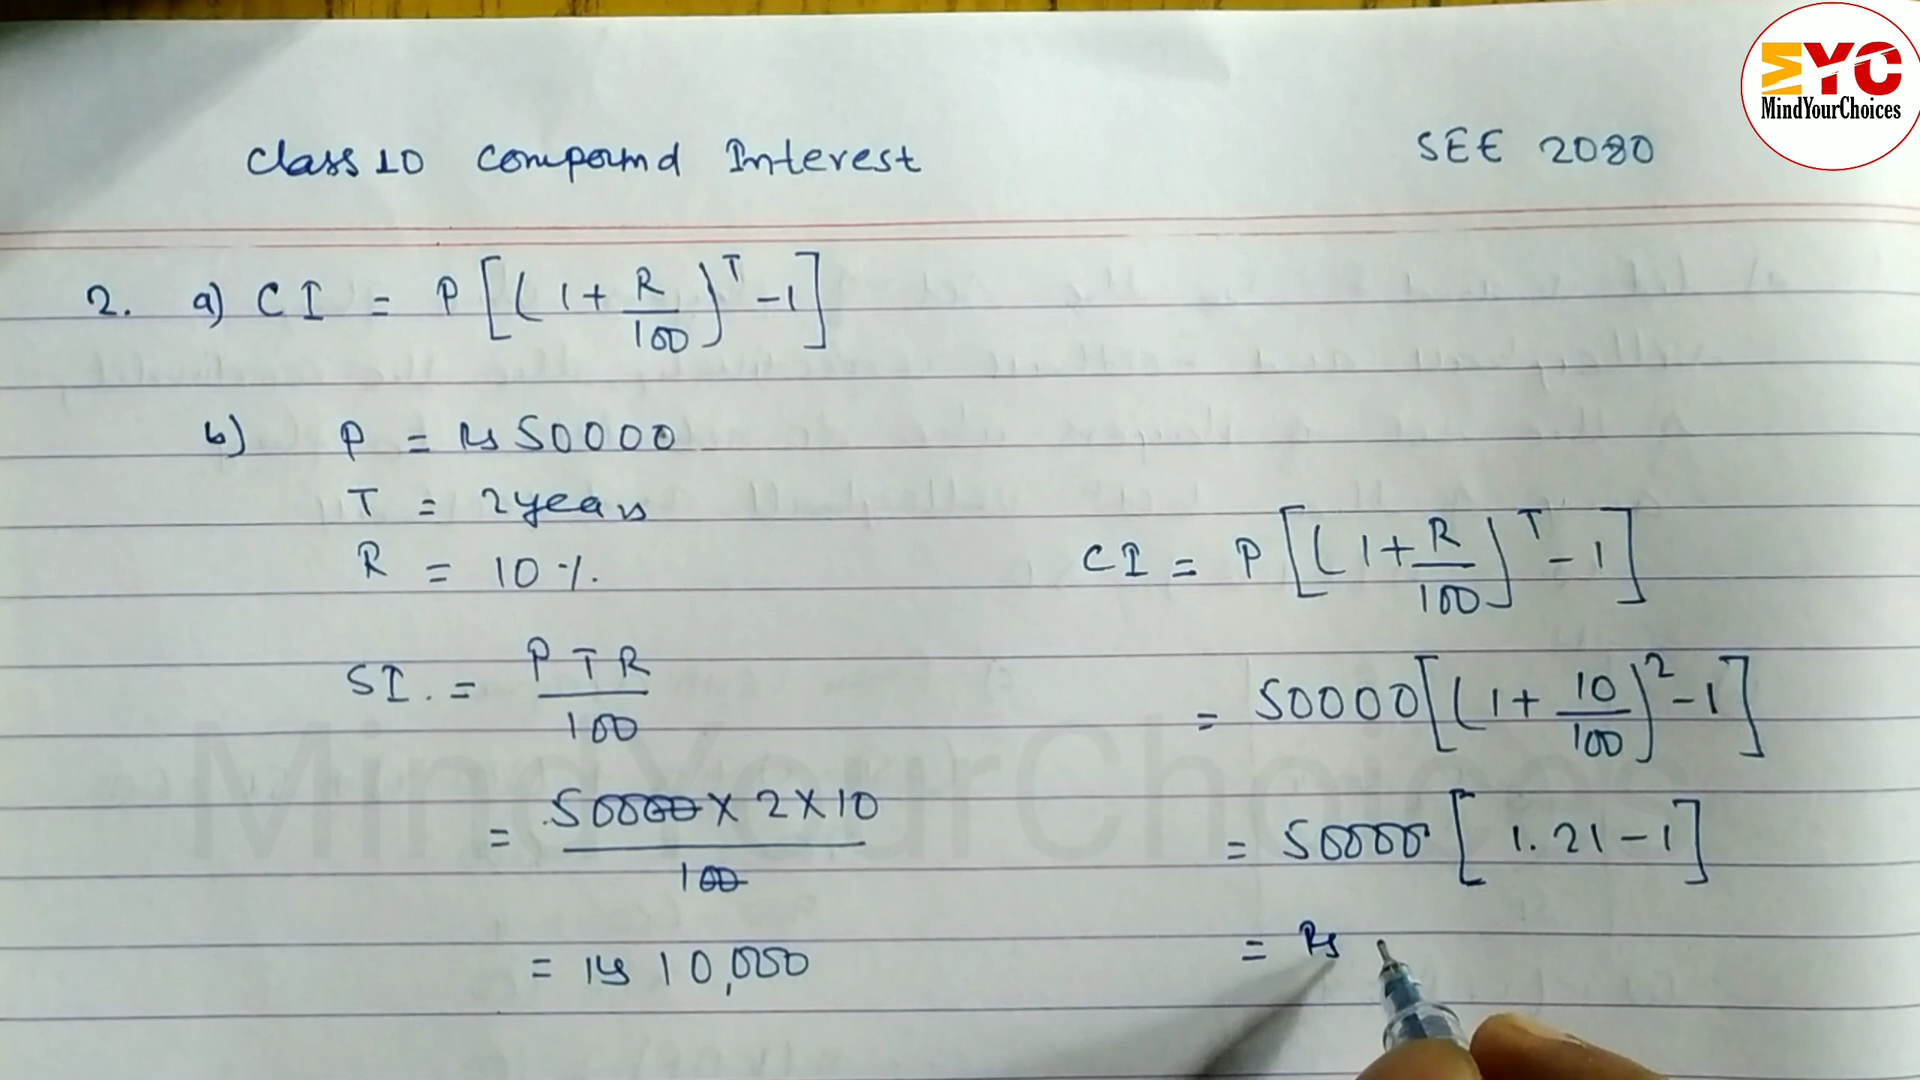 MYC
MindYourChoices
Class 10 Compound Interest
SEE 2080
2. a) CI = P[(1+R/100)^T-1]
b) P = Rs 50000
T = 2years
R = 10%
SI. = PTR/100
= 50000×2×10/100
= Rs 10,000
CI = P[(1+R/100)^T-1]
= 50000[(1+10/100)^2-1]
= 50000[1.21-1]
= Rs
MindYourChoices